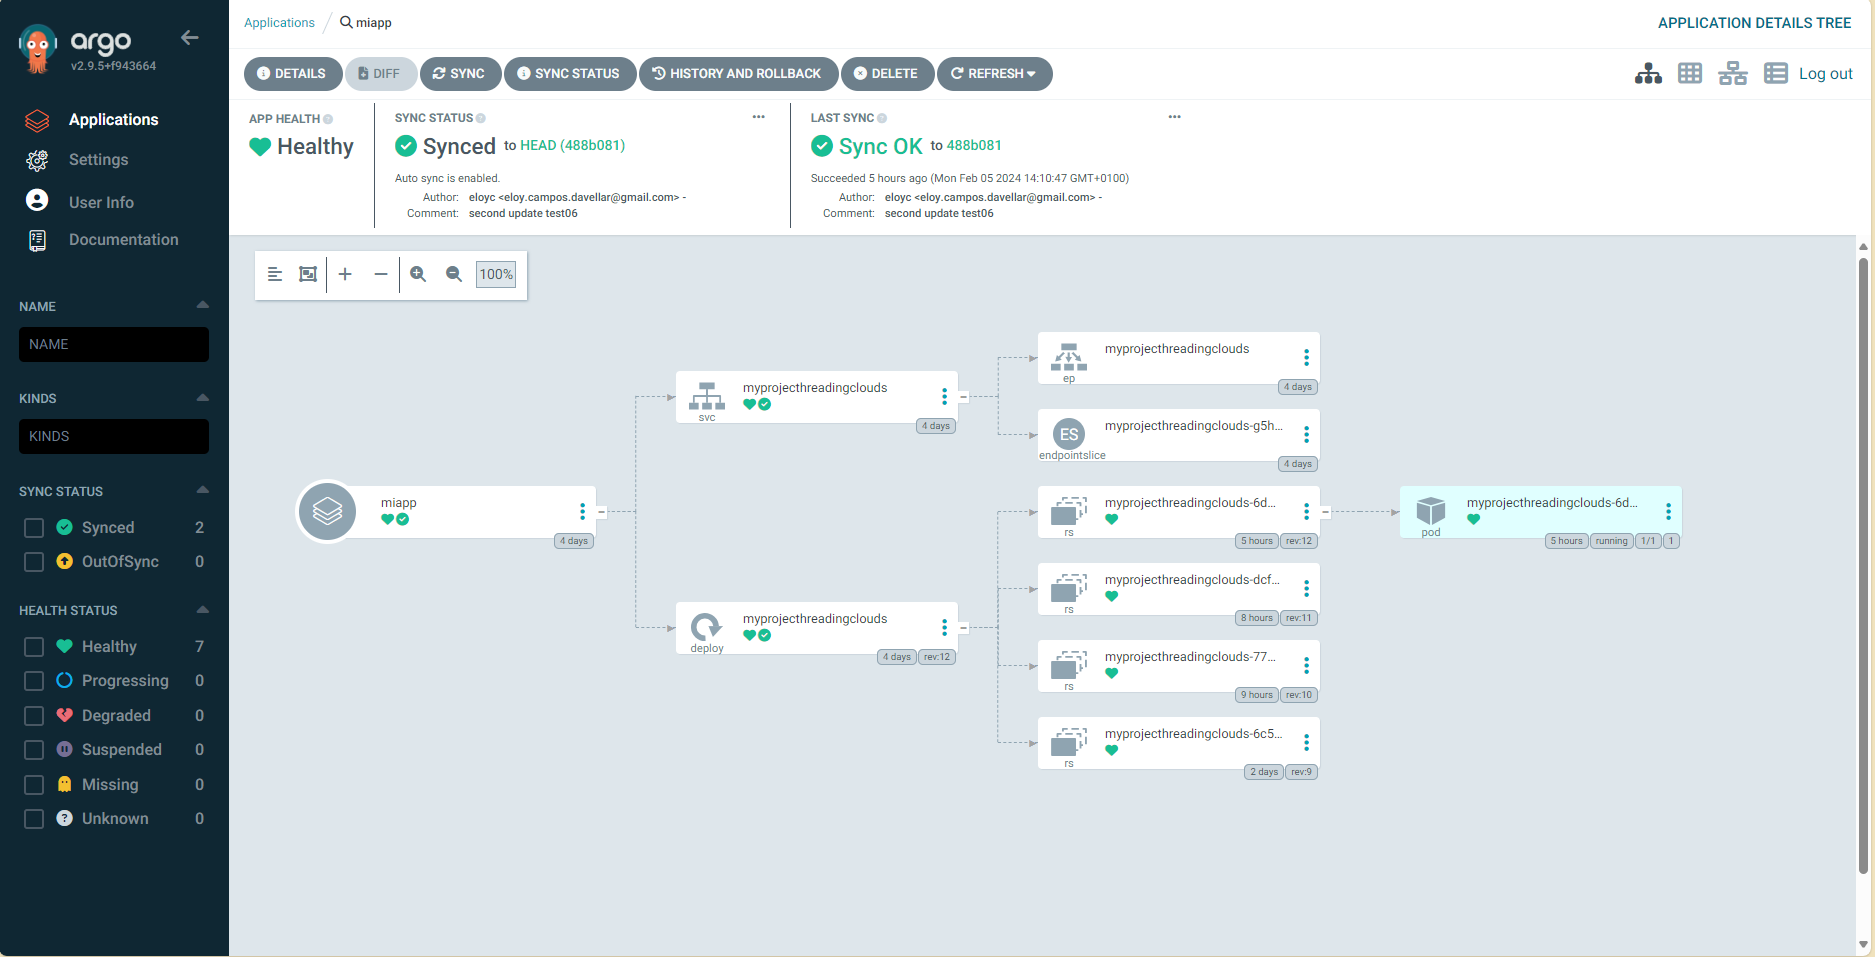 argo
v2.9.5+f943664
Applications
Settings
User Info
Documentation
NAME
NAME
KINDS
KINDS
SYNC STATUS
Synced 2
OutOfSync 0
HEALTH STATUS
Healthy 7
Progressing 0
Degraded 0
Suspended 0
Missing 0
Unknown 0
Applications / miapp
APPLICATION DETAILS TREE
DETAILS DIFF SYNC SYNC STATUS HISTORY AND ROLLBACK DELETE REFRESH
Log out
APP HEALTH
Healthy
SYNC STATUS
Synced to HEAD (488b081)
Auto sync is enabled.
Author: eloyc <eloy.campos.davellar@gmail.com> -
Comment: second update test06
LAST SYNC
Sync OK to 488b081
Succeeded 5 hours ago (Mon Feb 05 2024 14:10:47 GMT+0100)
Author: eloyc <eloy.campos.davellar@gmail.com> -
Comment: second update test06
100%
miapp
4 days
myprojecthreadingclouds
svc
4 days
myprojecthreadingclouds
deploy
4 days rev:12
myprojecthreadingclouds
ep
4 days
ES
myprojecthreadingclouds-g5h...
endpointslice
4 days
myprojecthreadingclouds-6d...
rs
5 hours rev:12
myprojecthreadingclouds-dcf...
rs
8 hours rev:11
myprojecthreadingclouds-77...
rs
9 hours rev:10
myprojecthreadingclouds-6c5...
rs
2 days rev:9
myprojecthreadingclouds-6d...
pod
5 hours running 1/1 1